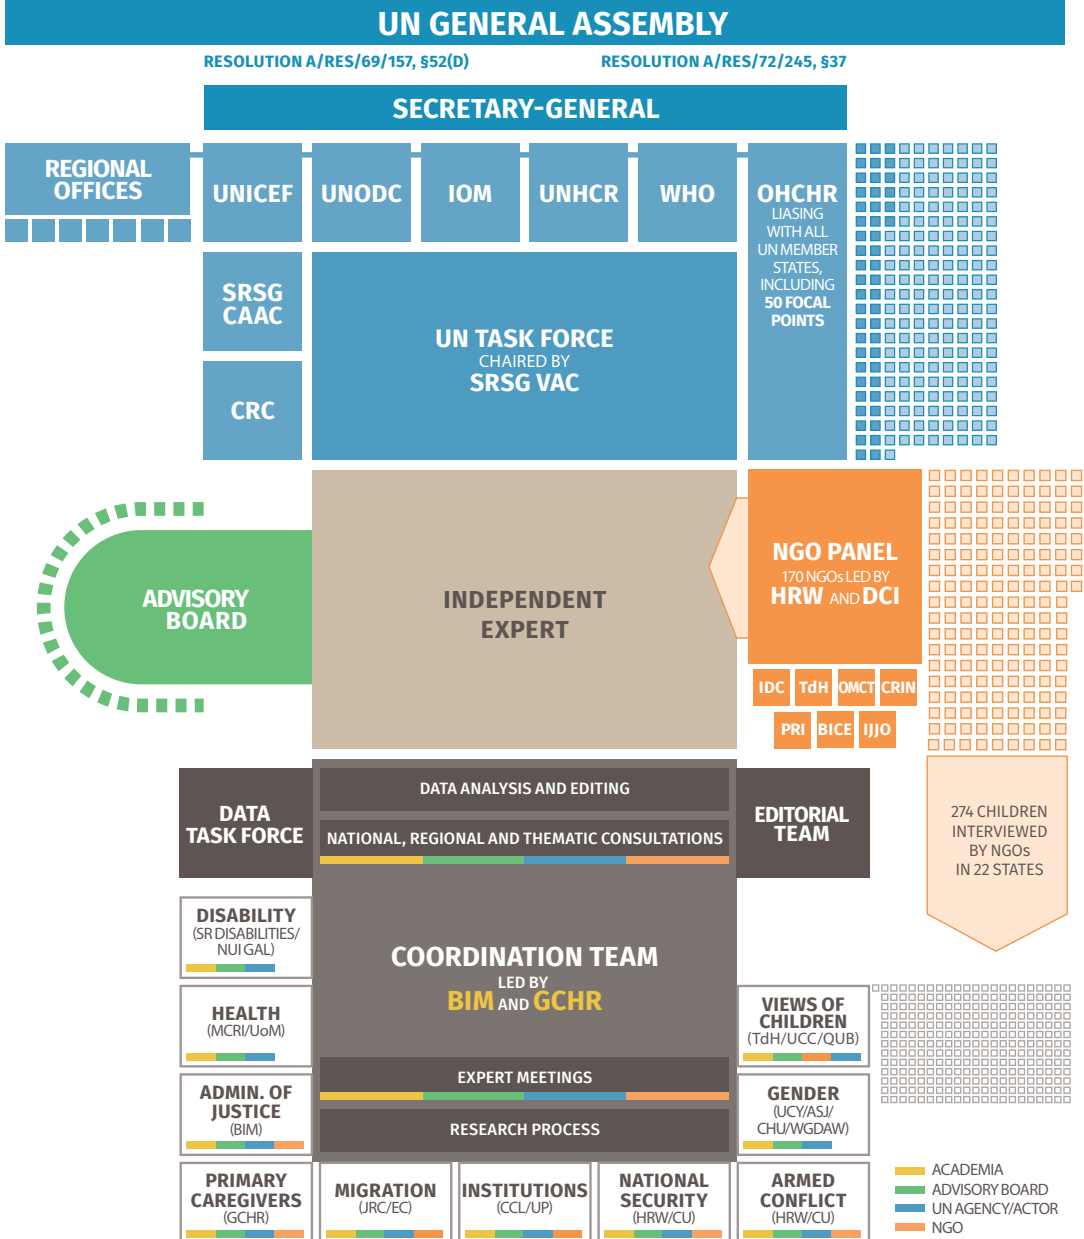 UN GENERAL ASSEMBLY
RESOLUTION A/RES/69/157, §52(D)
RESOLUTION A/RES/72/245, §37
SECRETARY-GENERAL
REGIONAL
OFFICES
UNICEF
UNODC
IOM
UNHCR
WHO
OHCHR
LIASING
WITH ALL
UN MEMBER
STATES,
INCLUDING
50 FOCAL
POINTS
SRSG
CAAC
CRC
UN TASK FORCE
CHAIRED BY
SRSG VAC
ADVISORY
BOARD
INDEPENDENT
EXPERT
NGO PANEL
170 NGOs LED BY
HRW AND DCI
IDC
TdH
OMCT
CRIN
PRI
BICE
IJJO
274 CHILDREN
INTERVIEWED
BY NGOs
IN 22 STATES
DATA
TASK FORCE
DATA ANALYSIS AND EDITING
NATIONAL, REGIONAL AND THEMATIC CONSULTATIONS
EDITORIAL
TEAM
COORDINATION TEAM
LED BY
BIM AND GCHR
EXPERT MEETINGS
RESEARCH PROCESS
DISABILITY
(SR DISABILITIES/
NUI GAL)
HEALTH
(MCRI/UoM)
ADMIN. OF
JUSTICE
(BIM)
VIEWS OF
CHILDREN
(TdH/UCC/QUB)
GENDER
(UCY/ASJ/
CHU/WGDAW)
PRIMARY
CAREGIVERS
(GCHR)
MIGRATION
(JRC/EC)
INSTITUTIONS
(CCL/UP)
NATIONAL
SECURITY
(HRW/CU)
ARMED
CONFLICT
(HRW/CU)
ACADEMIA
ADVISORY BOARD
UN AGENCY/ACTOR
NGO